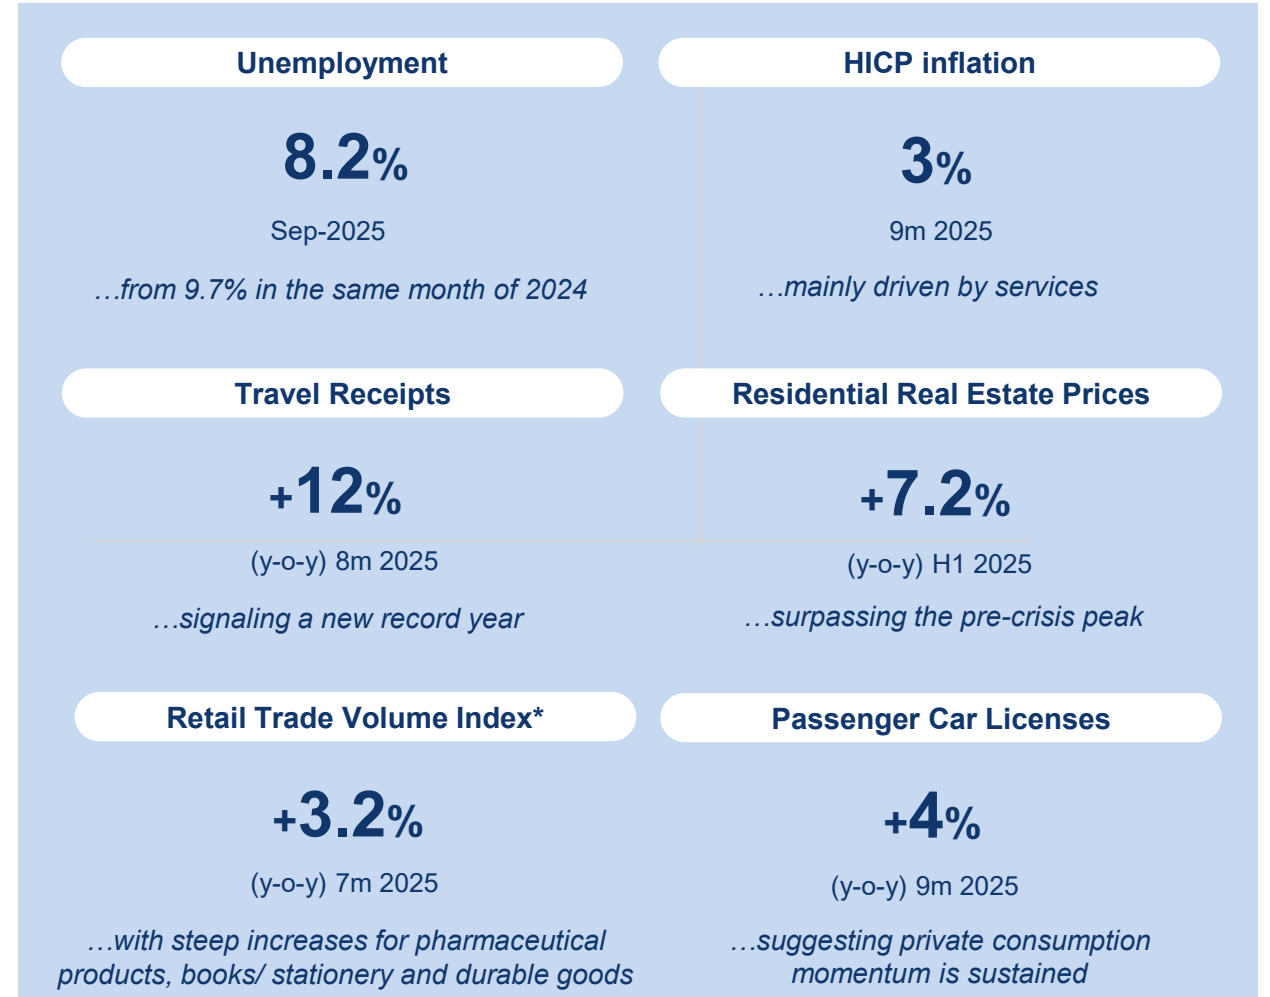 Unemployment
8.2%
Sep-2025
…from 9.7% in the same month of 2024
HICP inflation
3%
9m 2025
…mainly driven by services
Travel Receipts
+12%
(y-o-y) 8m 2025
…signaling a new record year
Residential Real Estate Prices
+7.2%
(y-o-y) H1 2025
…surpassing the pre-crisis peak
Retail Trade Volume Index*
+3.2%
(y-o-y) 7m 2025
…with steep increases for pharmaceutical
products, books/ stationery and durable goods
Passenger Car Licenses
+4%
(y-o-y) 9m 2025
…suggesting private consumption
momentum is sustained